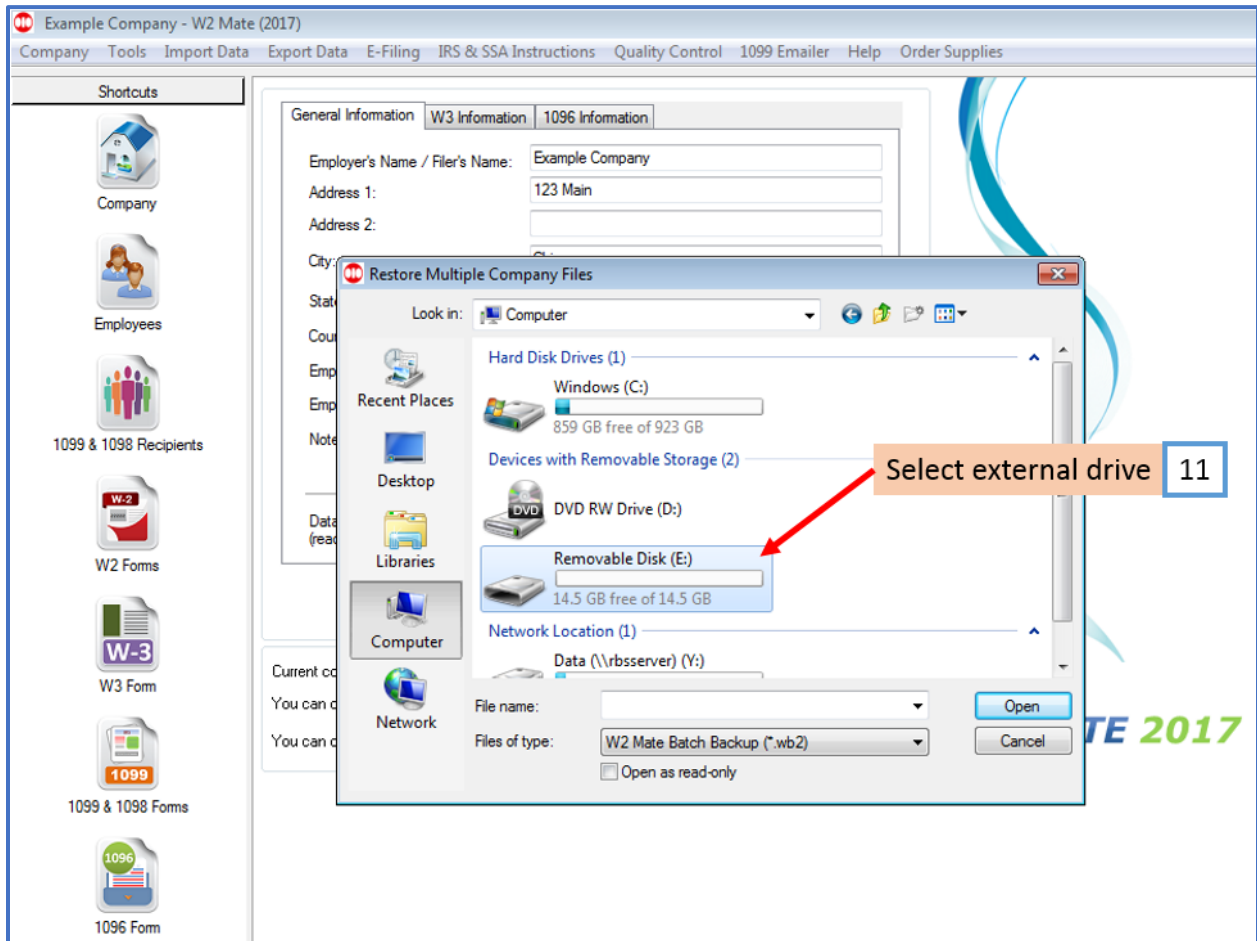 Example Company - W2 Mate (2017)
Company Tools Import Data Export Data E-Filing IRS & SSA Instructions Quality Control 1099 Emailer Help Order Supplies
Shortcuts
Company
Employees
1099 & 1098 Recipients
W-2
W2 Forms
W-3
W3 Form
1099
1099 & 1098 Forms
1096
1096 Form
General Information W3 Information 1096 Information
Employer's Name / Filer's Name: Example Company
Address 1: 123 Main
Address 2:
City:
Stat
Cour
Emp
Emp
Note
Data
(read
Current co
You can c
You can c
Restore Multiple Company Files
Look in: Computer
Recent Places
Desktop
Libraries
Computer
Network
Hard Disk Drives (1)
Windows (C:)
859 GB free of 923 GB
Devices with Removable Storage (2)
DVD
DVD RW Drive (D:)
Removable Disk (E:)
14.5 GB free of 14.5 GB
Network Location (1)
Data (\\rbsserver) (Y:)
File name:
Open
Files of type: W2 Mate Batch Backup (*.wb2)
Cancel
Open as read-only
Select external drive 11
TE 2017